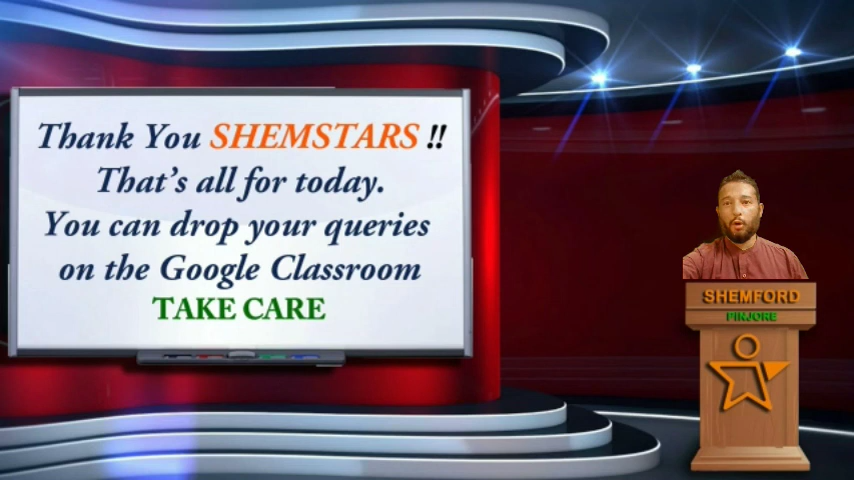 Thank You SHEMSTARS !!
That's all for today.
You can drop your queries
on the Google Classroom
TAKE CARE
SHEMFORD
PINJORE